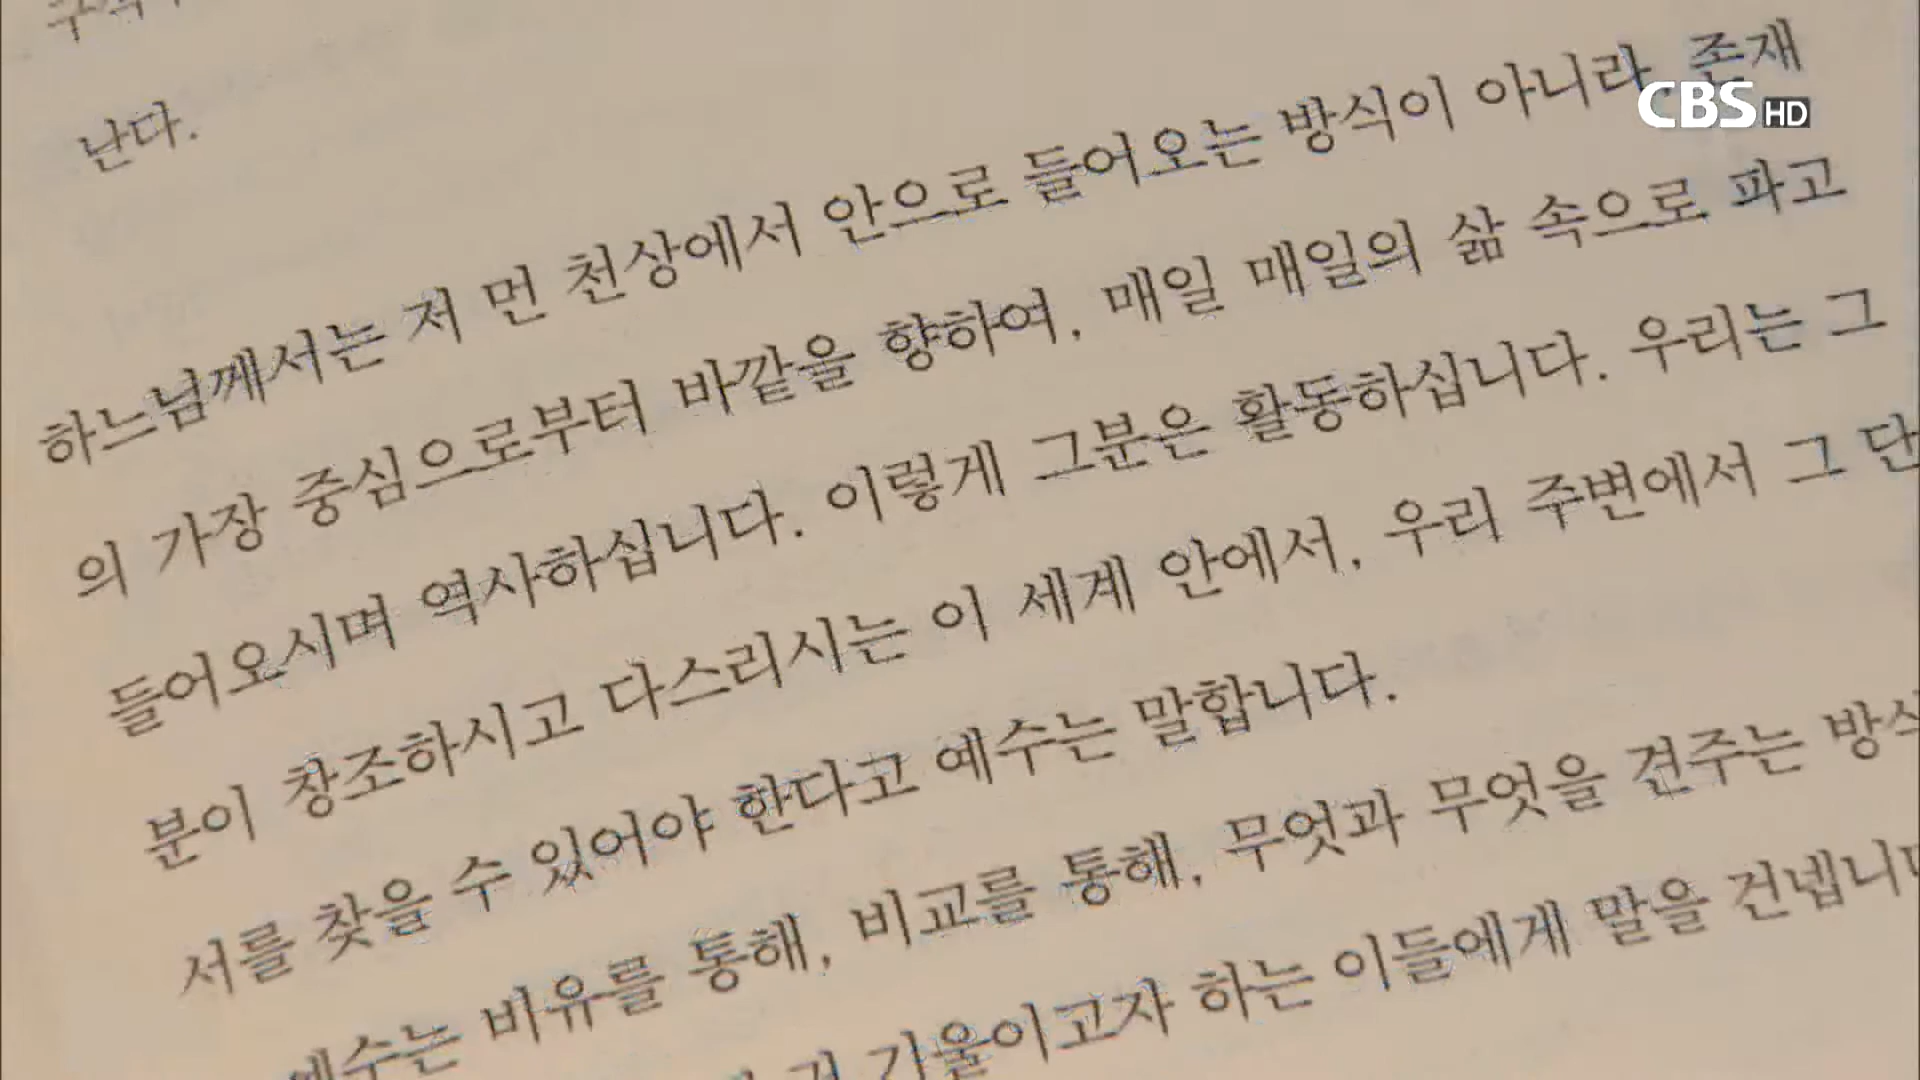 난다.
하느님께서는 저 먼 천상에서 안으로 들어오는 방식이 아니라, 존재
의 가장 중심으로부터 바깥을 향하여, 매일 매일의 삶 속으로 파고
들어오시며 역사하십니다. 이렇게 그분은 활동하십니다. 우리는 그
분이 창조하시고 다스리시는 이 세계 안에서, 우리 주변에서 그 단
서를 찾을 수 있어야 한다고 예수는 말합니다.
예수는 비유를 통해, 비교를 통해, 무엇과 무엇을 견주는 방식
기울이고자 하는 이들에게 말을 건넵니다
CBS HD